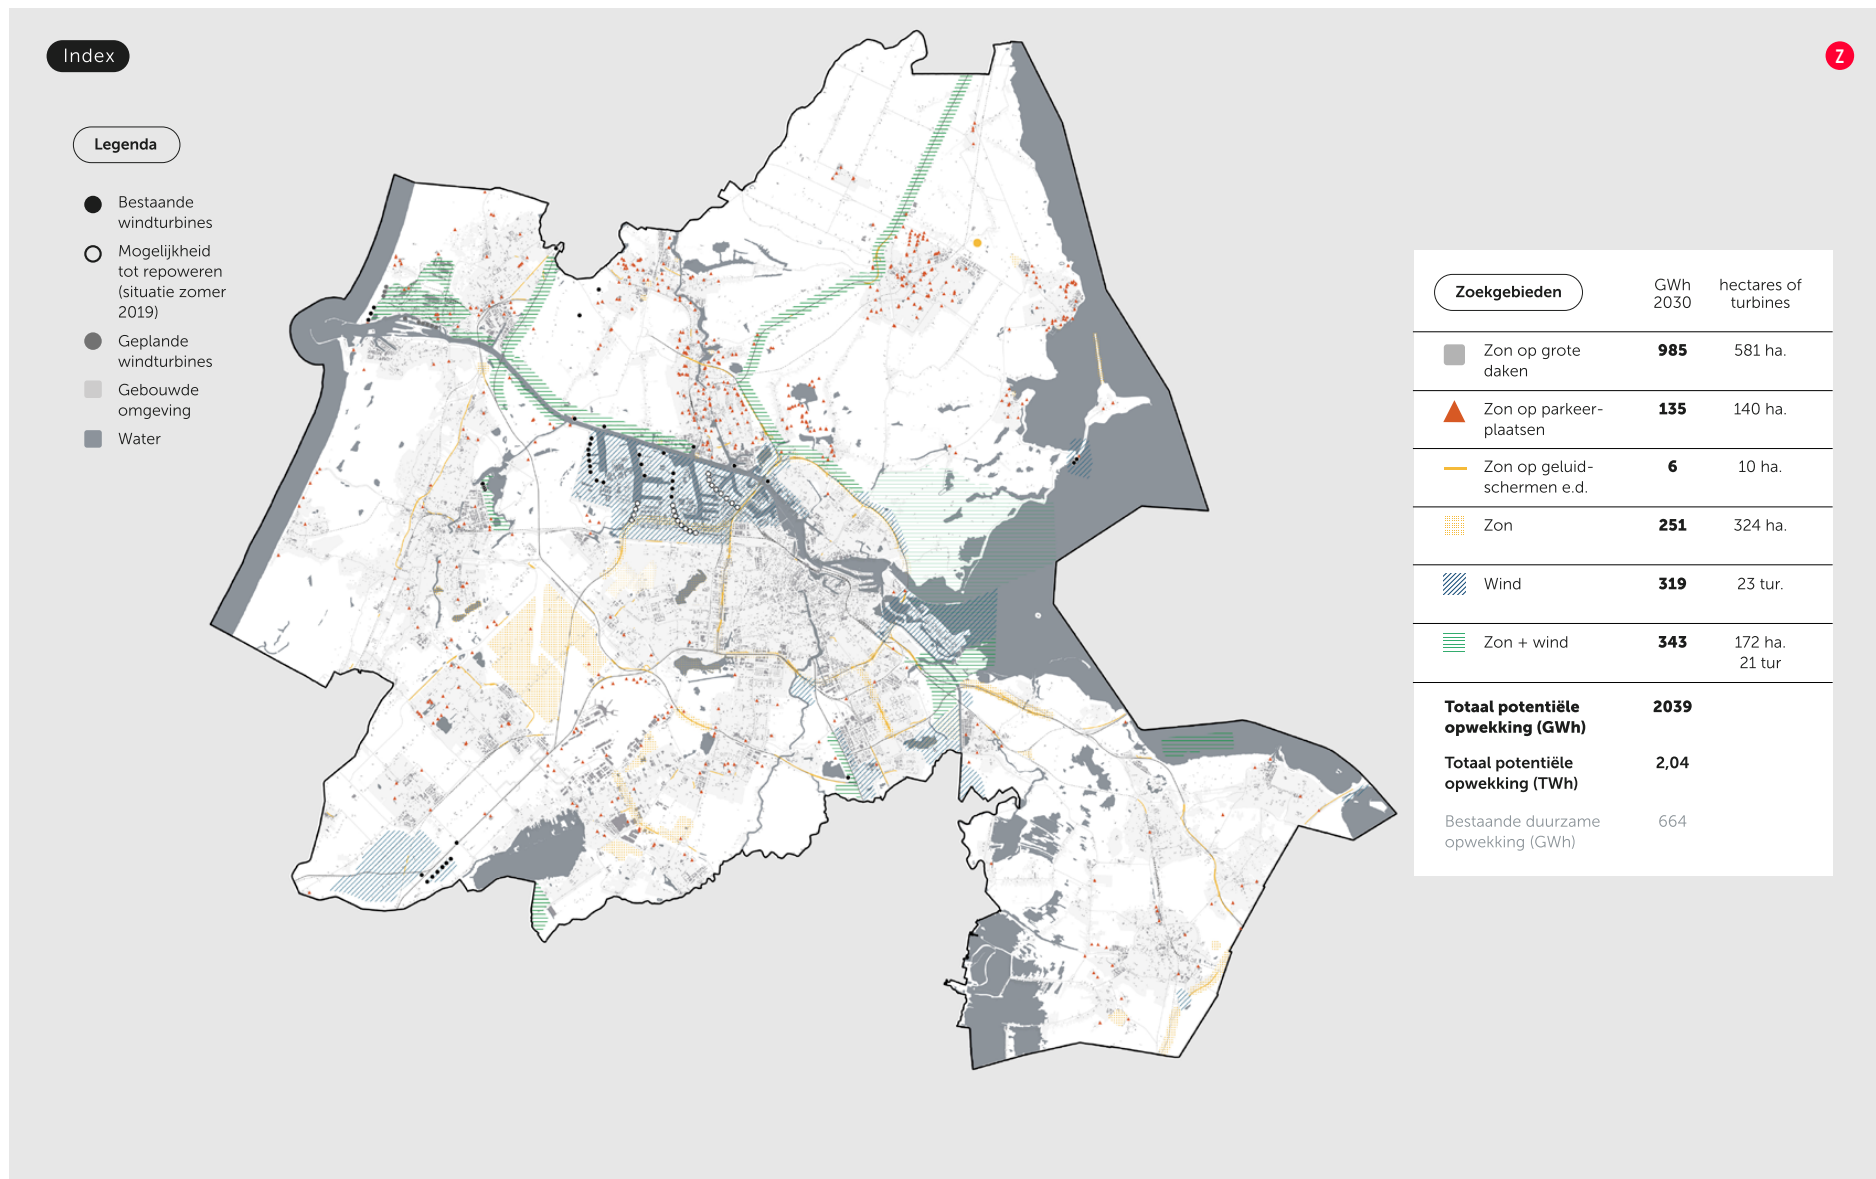 Index
Z
Legenda
Bestaande
windturbines
Mogelijkheid
tot repoweren
(situatie zomer
2019)
Geplande
windturbines
Gebouwde
omgeving
Water
Zoekgebieden
GWh
2030
hectares of
turbines
Zon op grote
daken
985
581 ha.
Zon op parkeer-
plaatsen
135
140 ha.
Zon op geluid-
schermen e.d.
6
10 ha.
Zon
251
324 ha.
Wind
319
23 tur.
Zon + wind
343
172 ha.
21 tur
Totaal potentiële
opwekking (GWh)
2039
Totaal potentiële
opwekking (TWh)
2,04
Bestaande duurzame
opwekking (GWh)
664